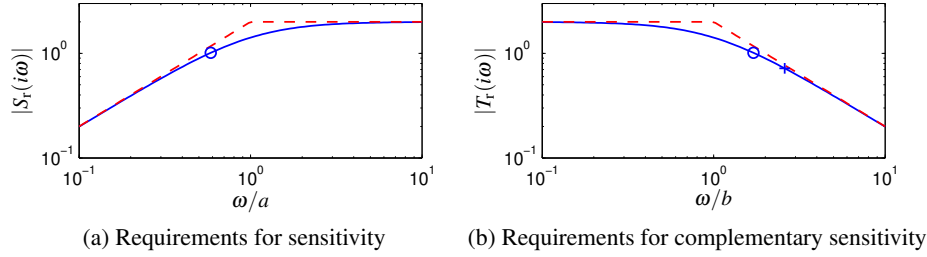 |S_r(iω)|
10^0
10^-1
10^-1 10^0 10^1
ω/a
(a) Requirements for sensitivity
|T_r(iω)|
10^0
10^-1
10^-1 10^0 10^1
ω/b
(b) Requirements for complementary sensitivity